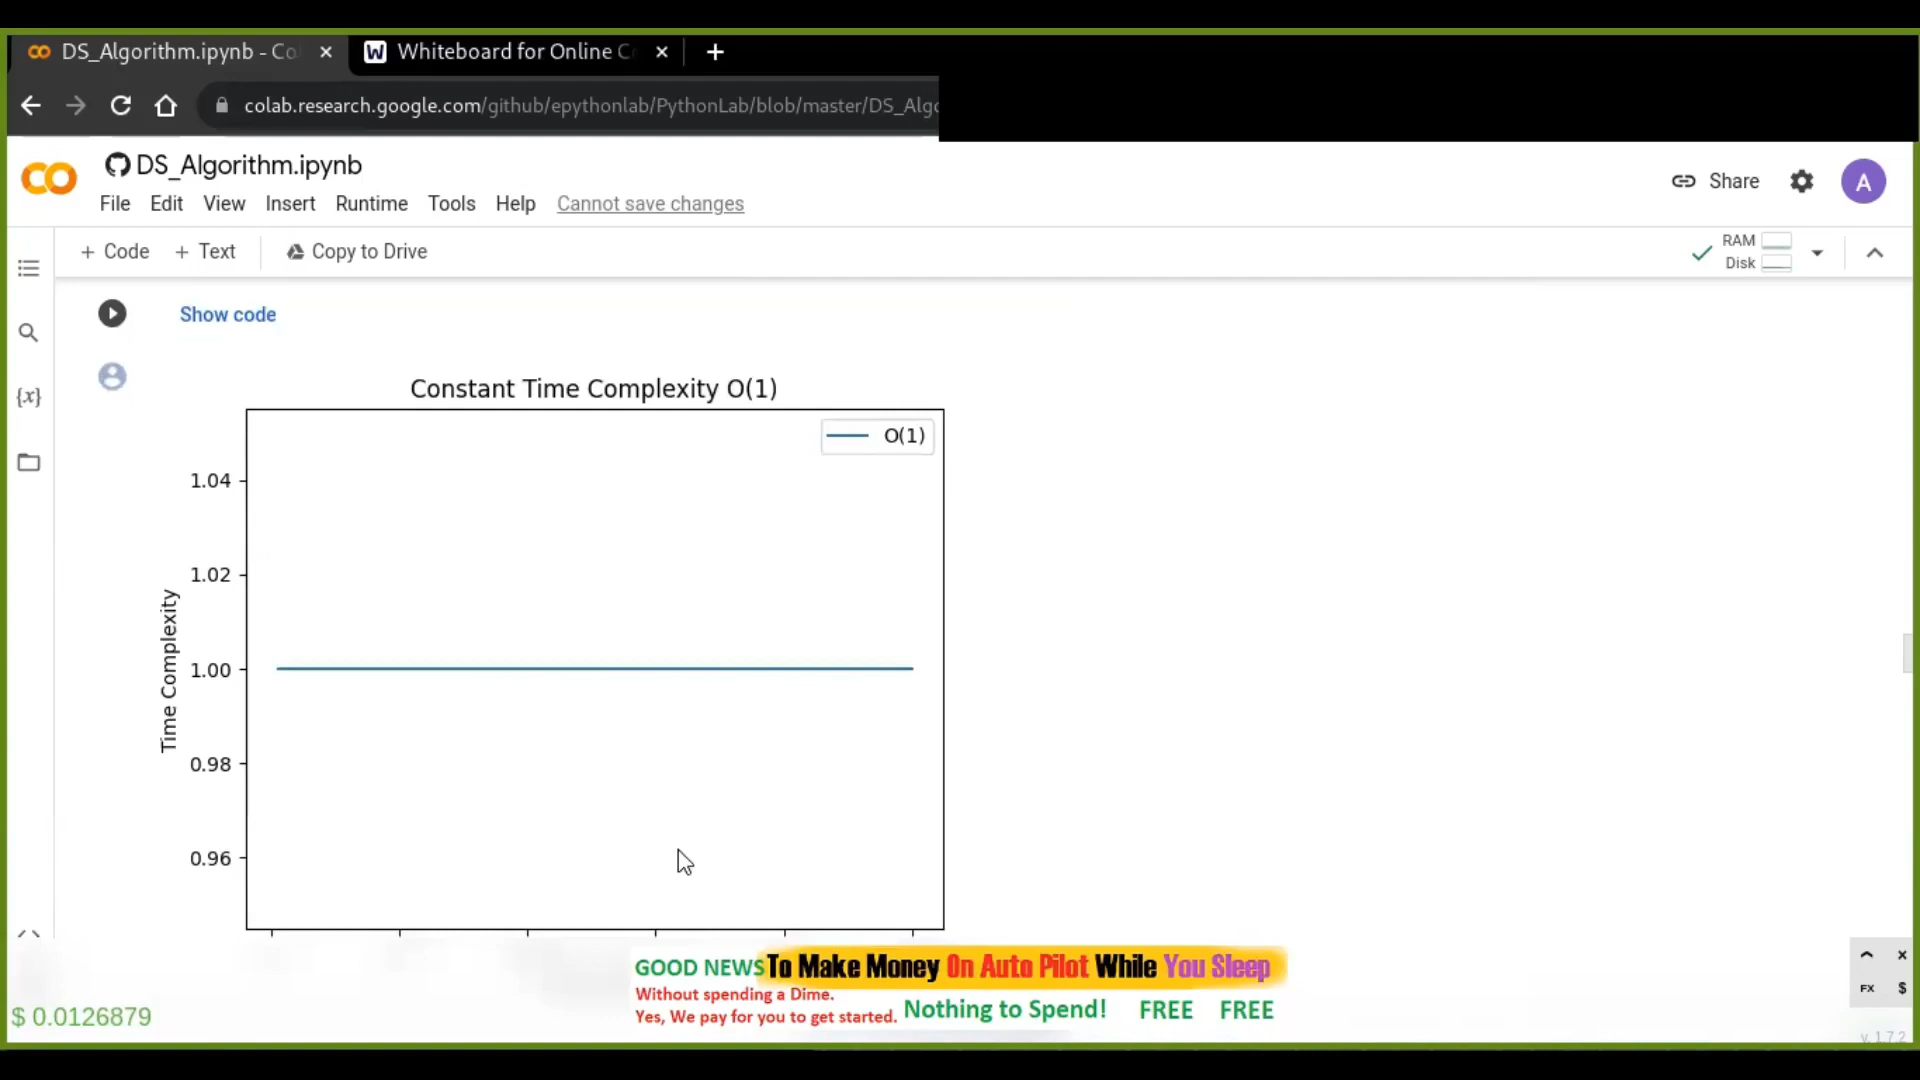 DS_Algorithm.ipynb - Co
Whiteboard for Online C
colab.research.google.com/github/epythonlab/PythonLab/blob/master/DS_Algo
DS_Algorithm.ipynb
File Edit View Insert Runtime Tools Help Cannot save changes
Share
A
+ Code + Text Copy to Drive
RAM
Disk
{x}
Show code
Constant Time Complexity O(1)
O(1)
1.04
1.02
1.00
0.98
0.96
Time Complexity
GOOD NEWS To Make Money On Auto Pilot While You Sleep
Without spending a Dime.
Yes, We pay for you to get started. Nothing to Spend! FREE FREE
$ 0.0126879
FX $
v. 1.7.2